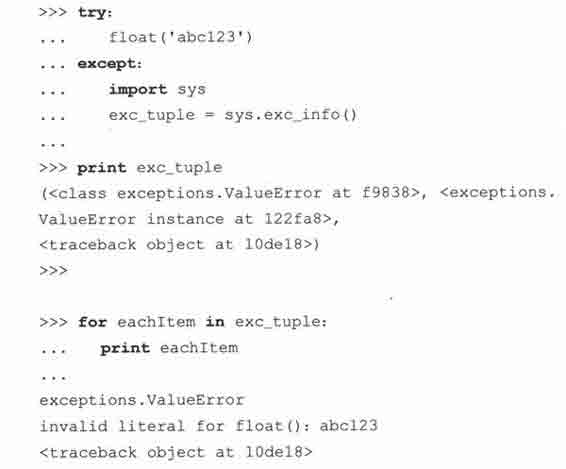 >>> try:
...    float('abc123')
... except:
...    import sys
...    exc_tuple = sys.exc_info()
...
>>> print exc_tuple
(<class exceptions.ValueError at f9838>, <exceptions.
ValueError instance at 122fa8>,
<traceback object at 10de18>)
>>>
>>> for eachItem in exc_tuple:
...    print eachItem
...
exceptions.ValueError
invalid literal for float(): abc123
<traceback object at 10de18>